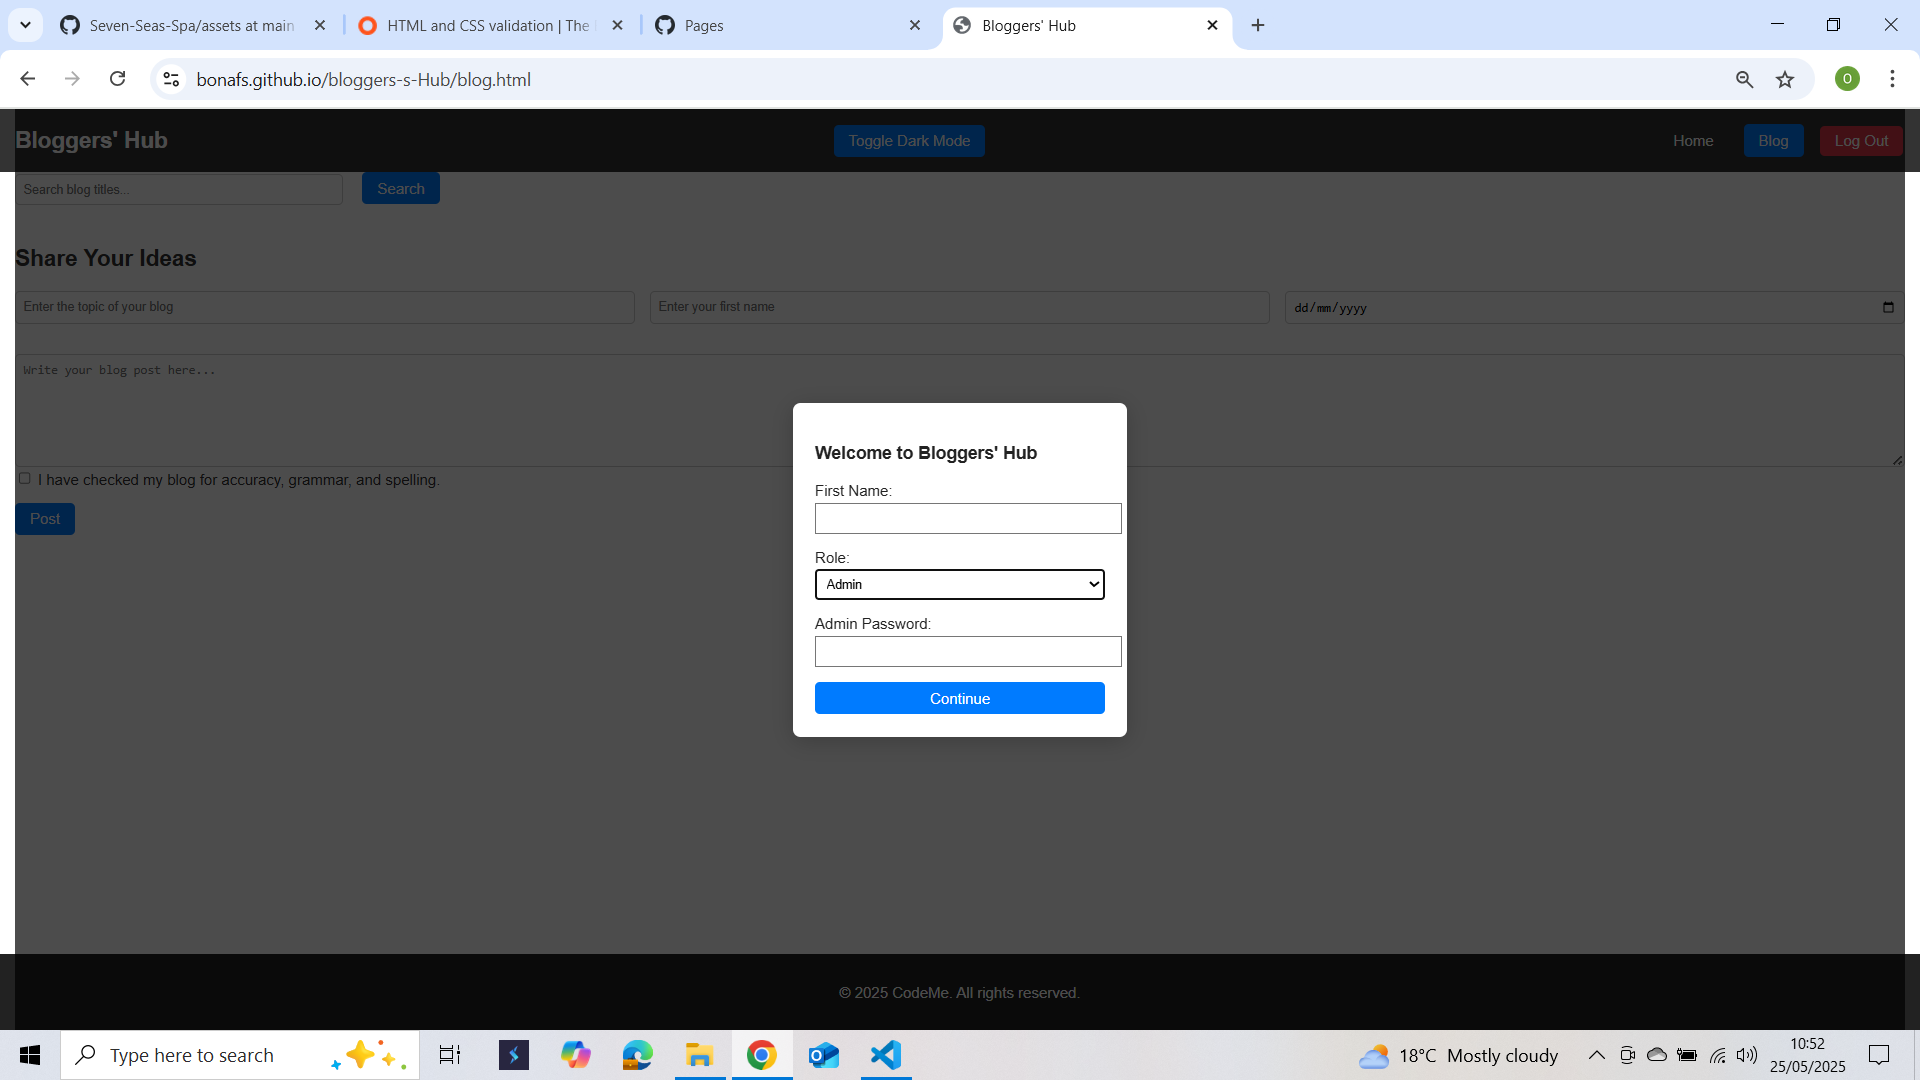 Seven-Seas-Spa/assets at main
HTML and CSS validation | The
Pages
Bloggers' Hub
bonafs.github.io/bloggers-s-Hub/blog.html
O
Bloggers' Hub
Toggle Dark Mode
Home
Blog
Log Out
Search blog titles...
Search
Share Your Ideas
Enter the topic of your blog
Enter your first name
dd/mm/yyyy
Write your blog post here...
I have checked my blog for accuracy, grammar, and spelling.
Post
Welcome to Bloggers' Hub
First Name:
Role:
Admin
Admin Password:
Continue
© 2025 CodeMe. All rights reserved.
Type here to search
18°C Mostly cloudy
10:52
25/05/2025